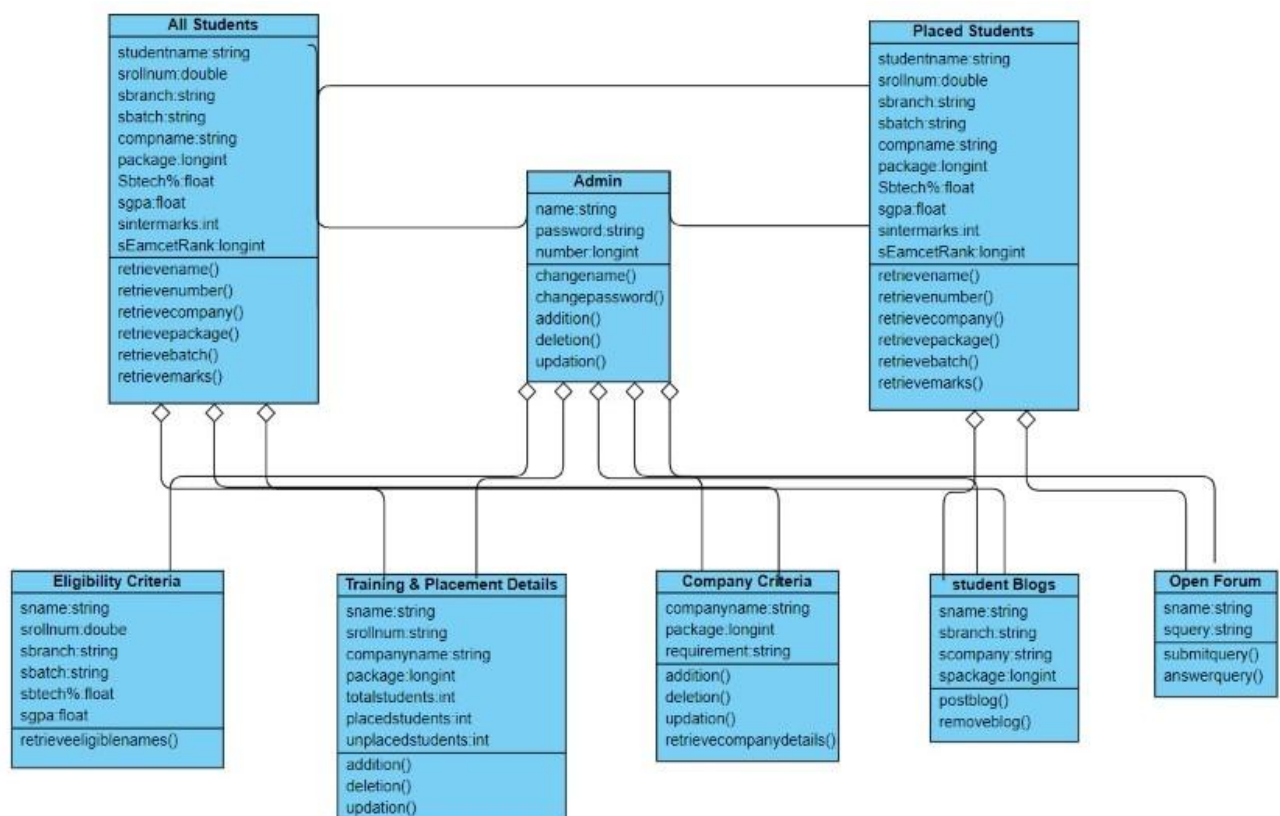 All Students
studentname:string
srollnum:double
sbranch:string
sbatch:string
compname:string
package:longint
Sbtech%:float
sgpa:float
sintermarks:int
sEamcetRank:longint
retrievename()
retrievenumber()
retrievecompany()
retrievepackage()
retrievebatch()
retrievemarks()
Admin
name:string
password:string
number:longint
changename()
changepassword()
addition()
deletion()
updation()
Placed Students
studentname:string
srollnum:double
sbranch:string
sbatch:string
compname:string
package:longint
Sbtech%:float
sgpa:float
sintermarks:int
sEamcetRank:longint
retrievename()
retrievenumber()
retrievecompany()
retrievepackage()
retrievebatch()
retrievemarks()
Eligibility Criteria
sname:string
srollnum:doube
sbranch:string
sbatch:string
sbtech%:float
sgpa:float
retrieveeligiblenames()
Training & Placement Details
sname:string
srollnum:string
companyname:string
package:longint
totalstudents:int
placedstudents:int
unplacedstudents:int
addition()
deletion()
updation()
Company Criteria
companyname:string
package:longint
requirement:string
addition()
deletion()
updation()
retrievecompanydetails()
student Blogs
sname:string
sbranch:string
scompany:string
spackage:longint
postblog()
removeblog()
Open Forum
sname:string
squery:string
submitquery()
answerquery()